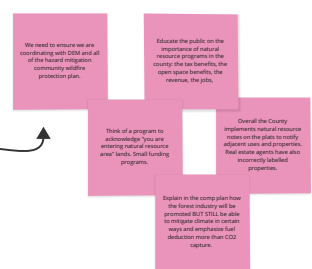 We need to ensure we are
coordinating with DEM and all
of the hazard mitigation
community wildfire
protection plan.
Educate the public on the
importance of natural
resource programs in the
county: the tax benefits, the
open space benefits, the
revenue, the jobs,
Think of a program to
acknowledge "you are
entering natural resource
area" lands. Small funding
programs.
Overall the County
implements natural resource
notes on the plats to notify
adjacent uses and properties.
Real estate agents have also
incorrectly labelled
properties.
Explain in the comp plan how
the forest industry will be
promoted BUT STILL be able
to mitigate climate in certain
ways and emphasize fuel
deduction more than CO2
capture.